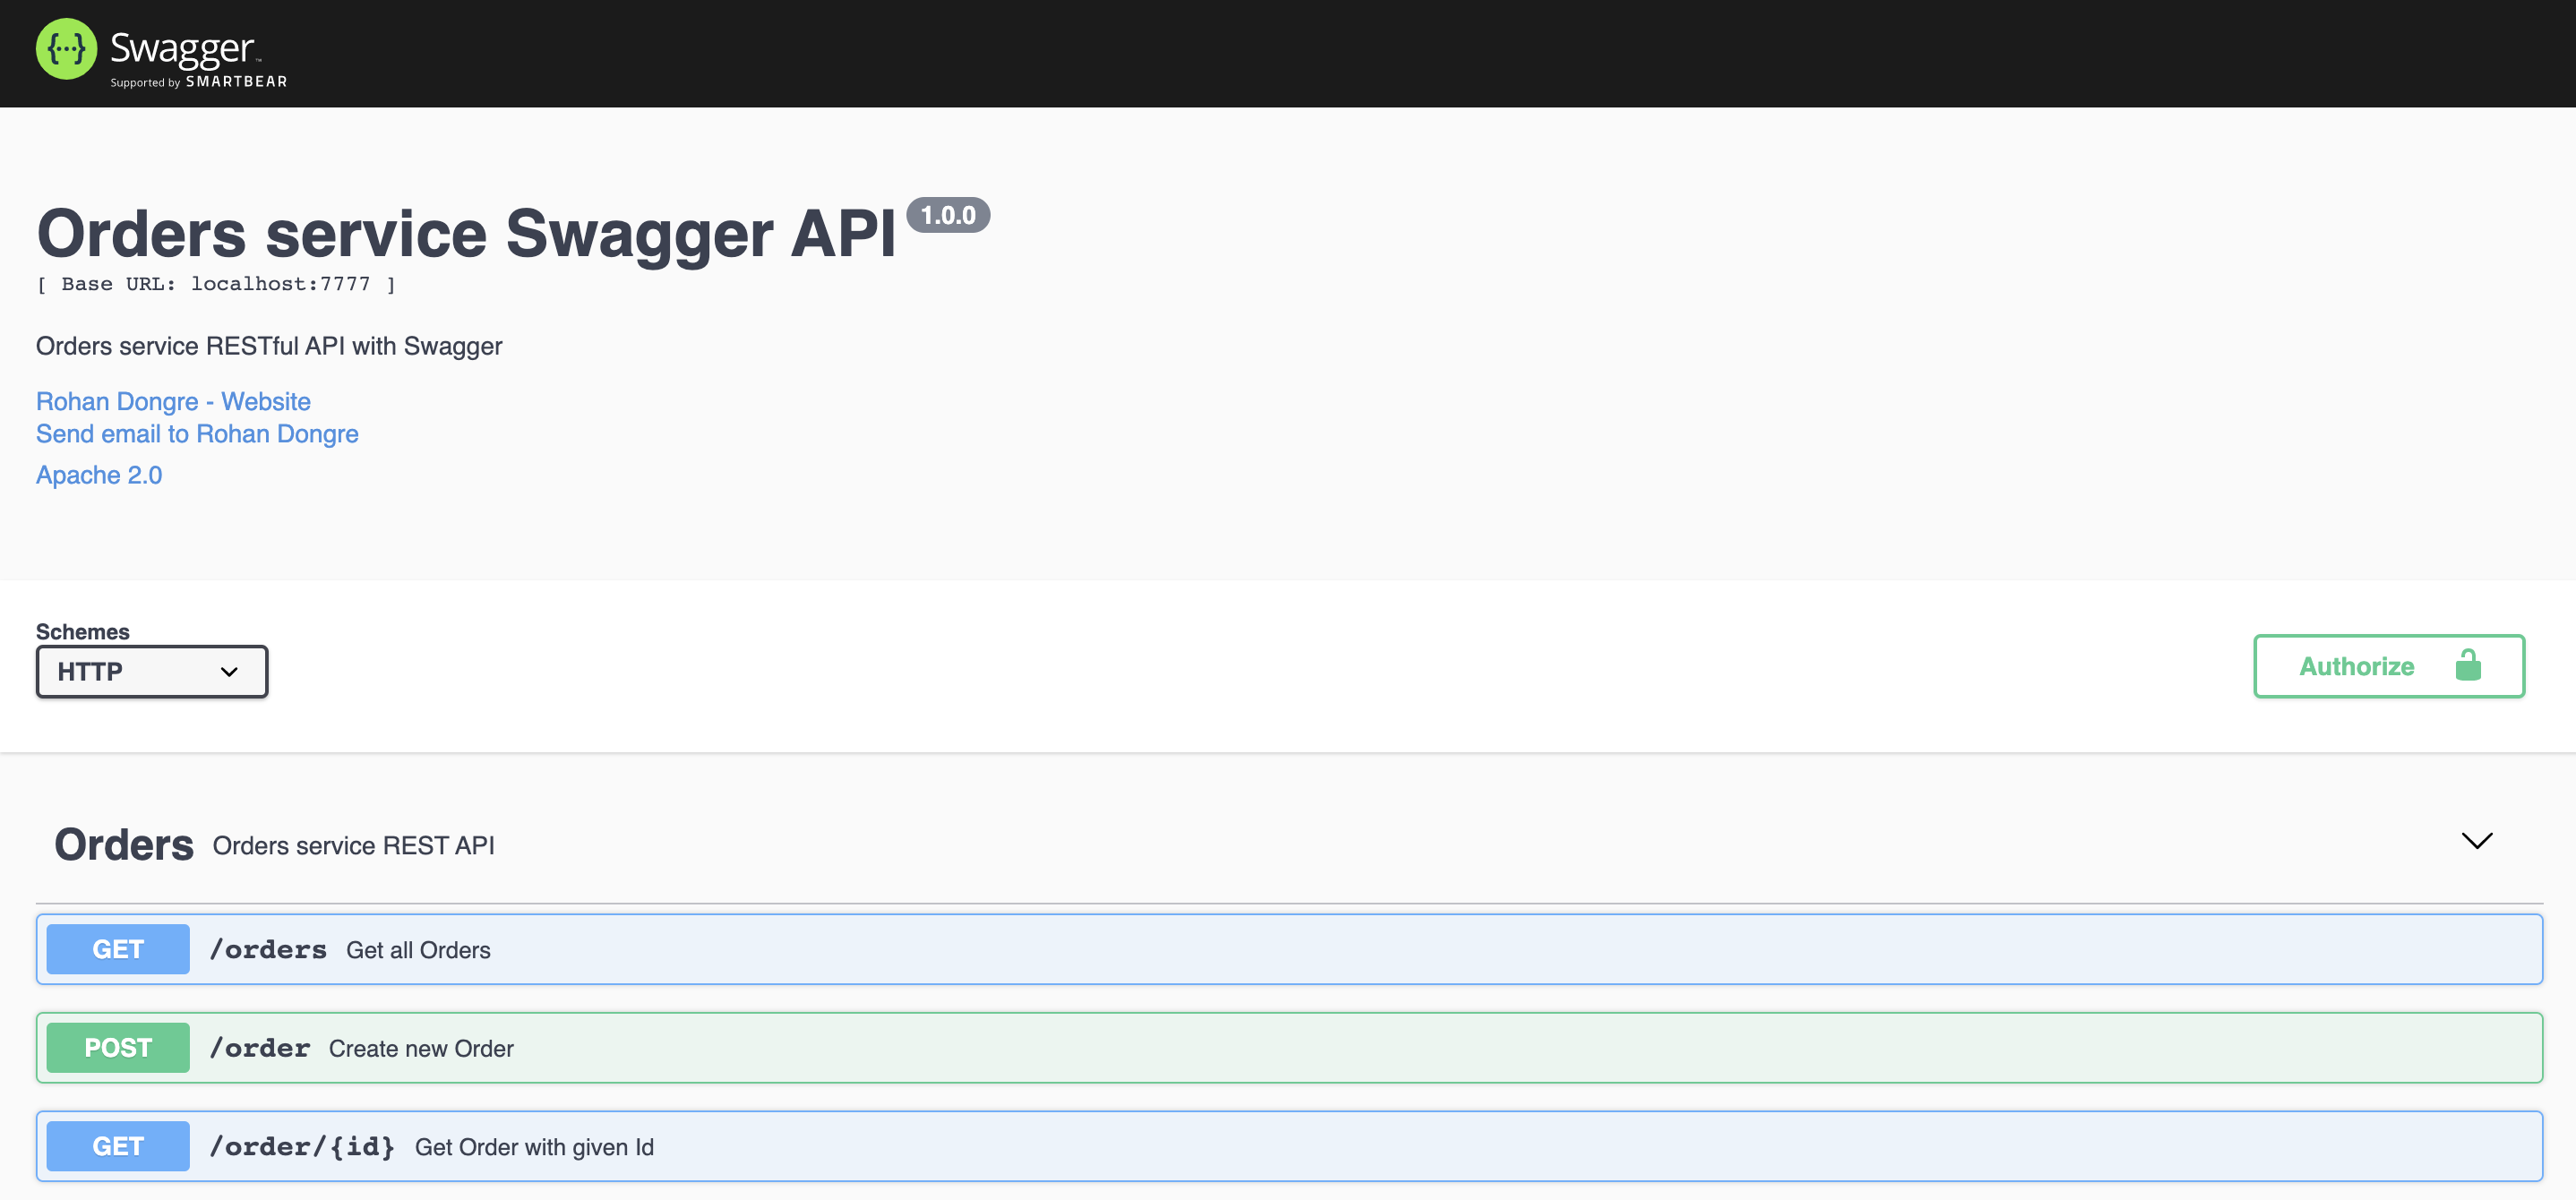 {···} Swagger™
Supported by SMARTBEAR
Orders service Swagger API 1.0.0
[ Base URL: localhost:7777 ]
Orders service RESTful API with Swagger
Rohan Dongre - Website
Send email to Rohan Dongre
Apache 2.0
Schemes
HTTP
Authorize
Orders Orders service REST API
GET /orders Get all Orders
POST /order Create new Order
GET /order/{id} Get Order with given Id